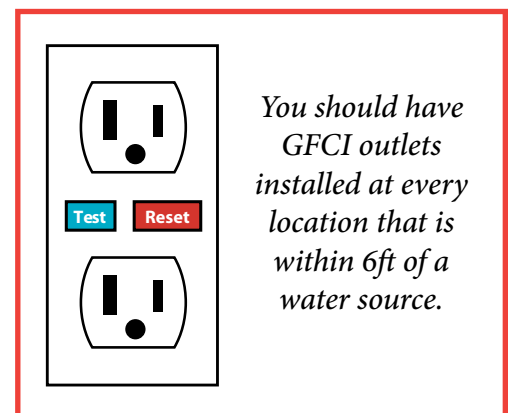 You should have
GFCI outlets
installed at every
location that is
within 6ft of a
water source.
Test
Reset